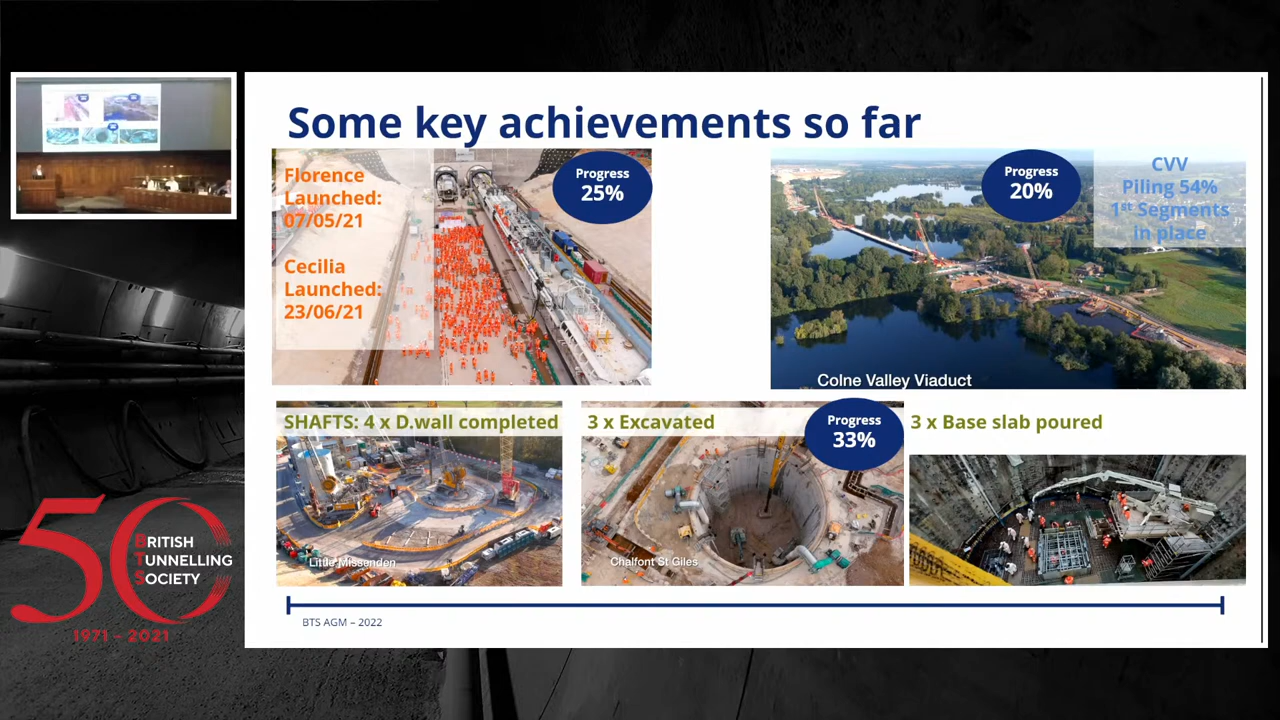 Some key achievements so far
Florence
Launched:
07/05/21
Cecilia
Launched:
23/06/21
Progress
25%
Progress
20%
CVV
Piling 54%
1st Segments
in place
Colne Valley Viaduct
SHAFTS: 4 x D.wall completed
Little Missenden
3 x Excavated
Progress
33%
Chalfont St Giles
3 x Base slab poured
BTS AGM – 2022
50
BRITISH
TUNNELLING
SOCIETY
1971 – 2021